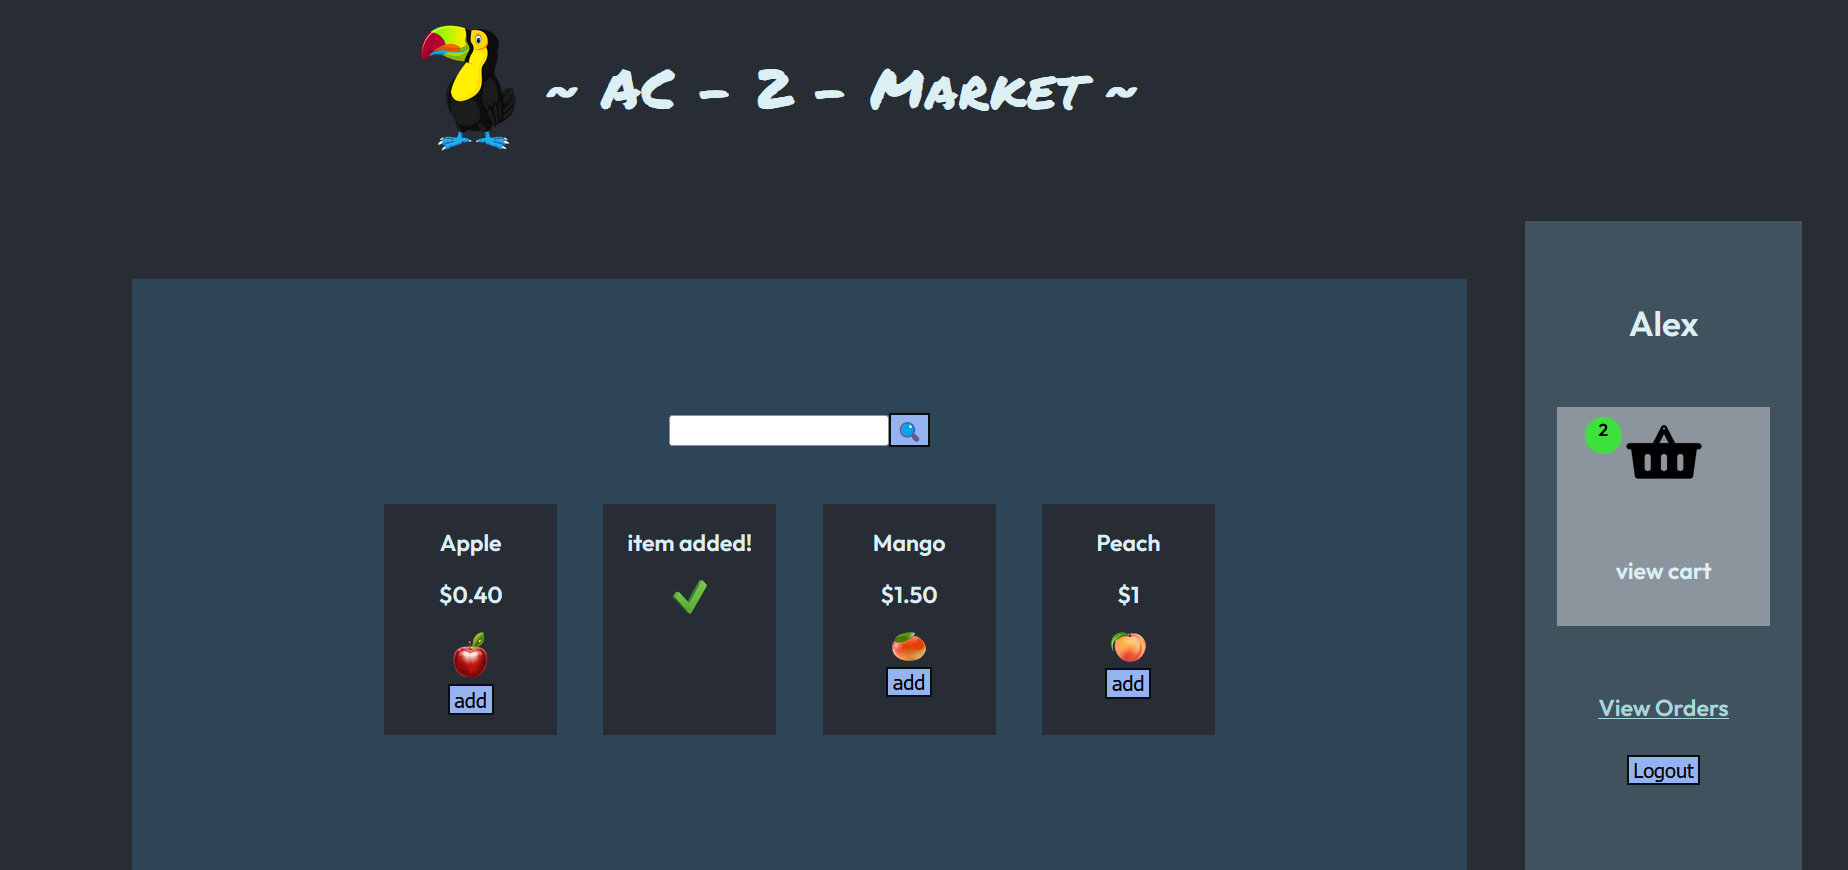 ~ AC - 2 - Market ~
Alex
2
view cart
Apple
item added!
Mango
Peach
$0.40
$1.50
$1
add
add
add
View Orders
Logout